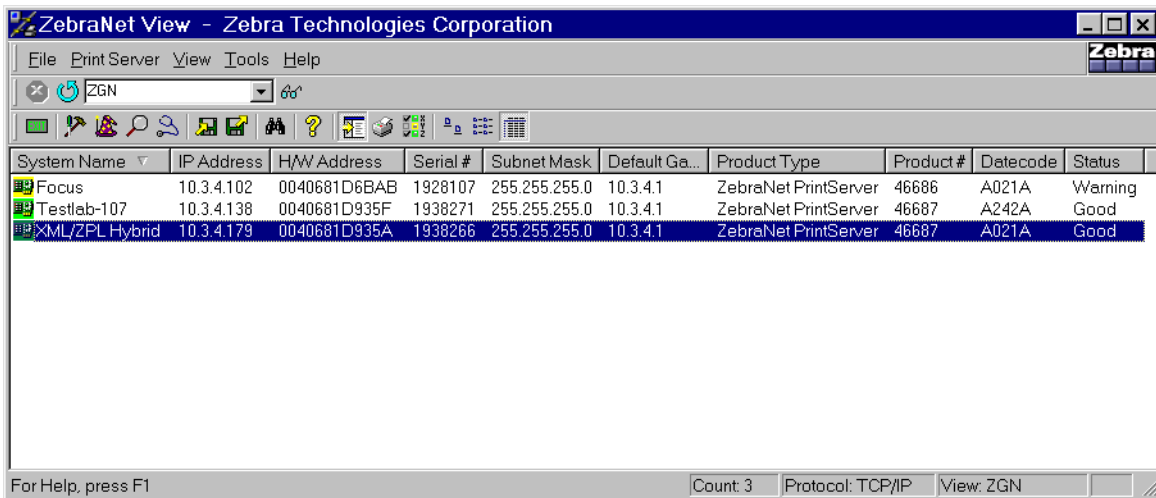 ZebraNet View - Zebra Technologies Corporation
File Print Server View Tools Help
Zebra
ZGN
System Name IP Address H/W Address Serial # Subnet Mask Default Ga... Product Type Product # Datecode Status
Focus 10.3.4.102 0040681D6BAB 1928107 255.255.255.0 10.3.4.1 ZebraNet PrintServer 46686 A021A Warning
Testlab-107 10.3.4.138 0040681D935F 1938271 255.255.255.0 10.3.4.1 ZebraNet PrintServer 46687 A242A Good
XML/ZPL Hybrid 10.3.4.179 0040681D935A 1938266 255.255.255.0 10.3.4.1 ZebraNet PrintServer 46687 A021A Good
For Help, press F1 Count: 3 Protocol: TCP/IP View: ZGN